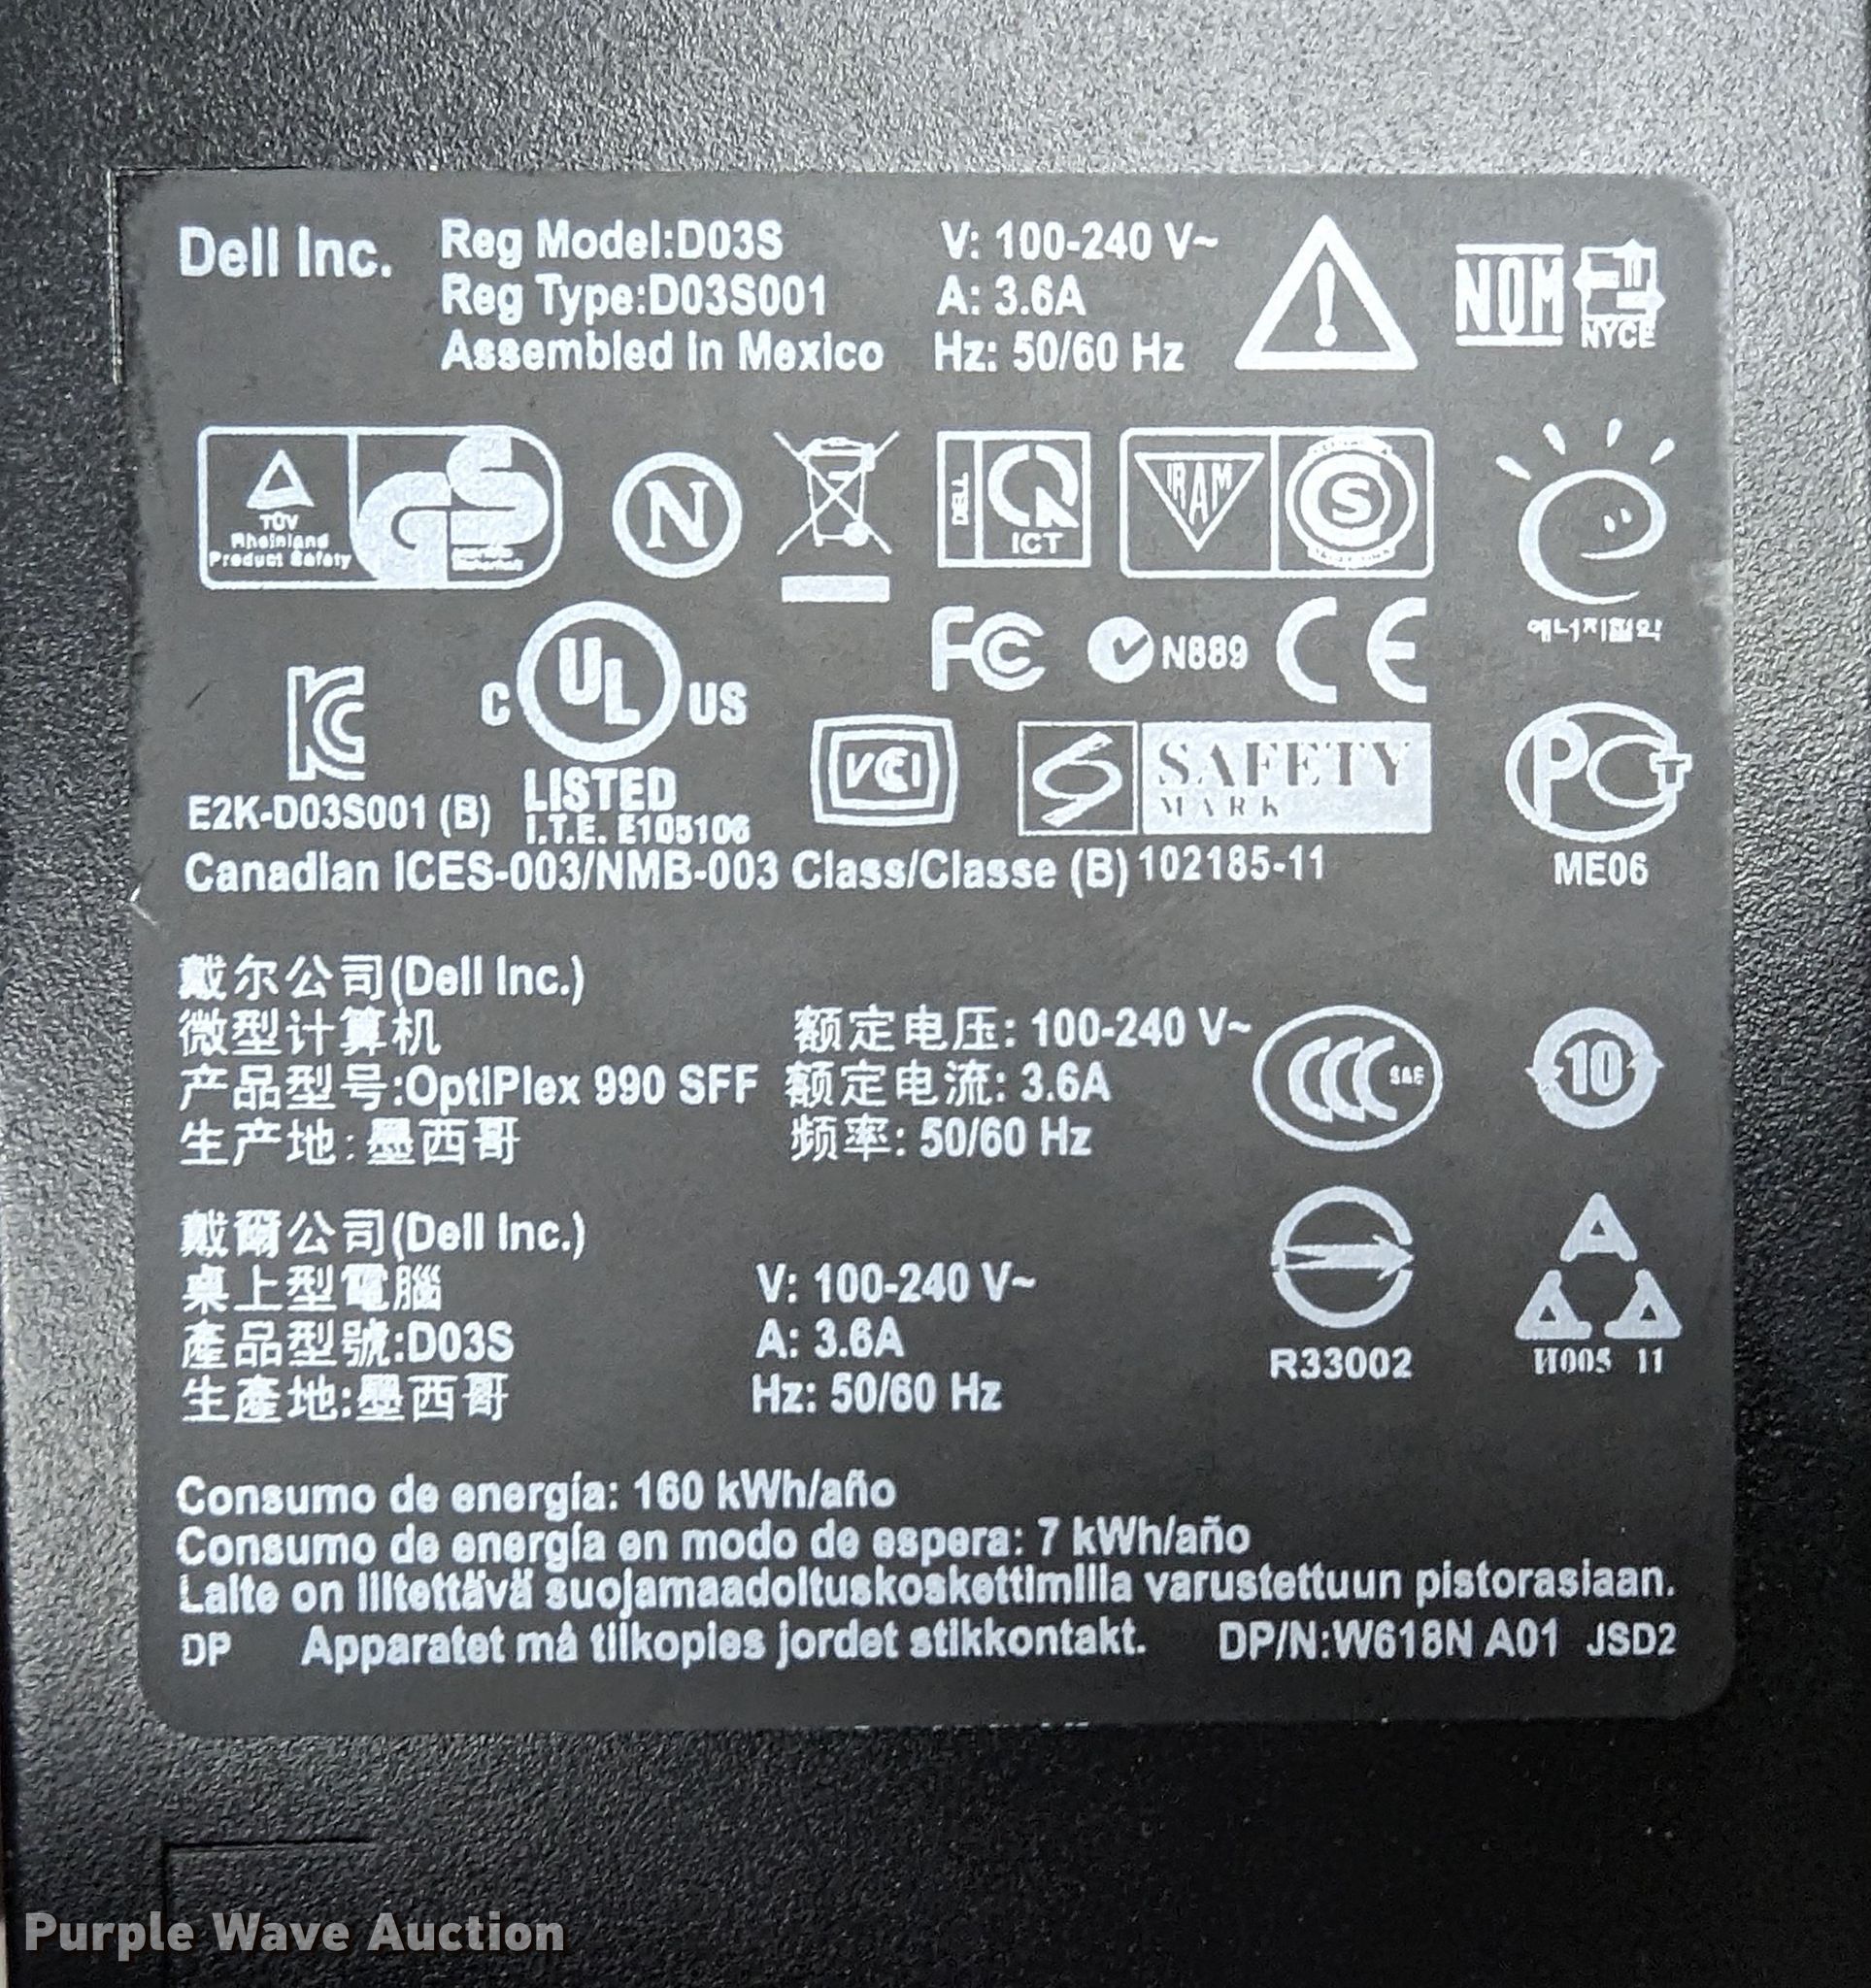 Dell Inc.
Reg Model:D03S
Reg Type:D03S001
Assembled in Mexico
V: 100-240 V~
A: 3.6A
Hz: 50/60 Hz
NOM
NYCE
TÜV
Rheinland
Product Safety
GS
N
DELL
ICT
IRAM
S
에너지절약
E2K-D03S001 (B)
C UL US
LISTED
I.T.E. E105106
FC
N889
CE
VCI
SAFETY
MARK
PCT
ME06
Canadian ICES-003/NMB-003 Class/Classe (B) 102185-11
戴尔公司(Dell Inc.)
微型计算机
产品型号:OptiPlex 990 SFF
生产地:墨西哥
额定电压: 100-240 V~
额定电流: 3.6A
频率: 50/60 Hz
CCC S&E
10
戴爾公司(Dell Inc.)
桌上型電腦
產品型號:D03S
生產地:墨西哥
V: 100-240 V~
A: 3.6A
Hz: 50/60 Hz
R33002
И005 11
Consumo de energía: 160 kWh/año
Consumo de energía en modo de espera: 7 kWh/año
Laite on liitettävä suojamaadoituskoskettimilla varustettuun pistorasiaan.
DP Apparatet må tilkoples jordet stikkontakt. DP/N:W618N A01 JSD2
Purple Wave Auction